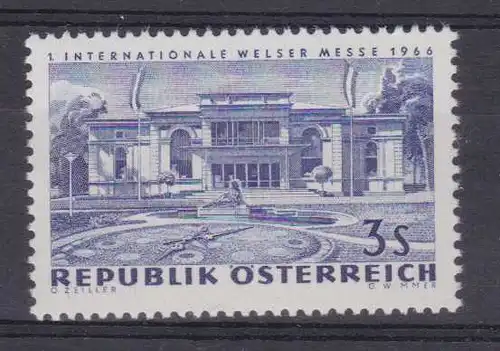 1. INTERNATIONALE WELSER MESSE 1966
3S
REPUBLIK ÖSTERREICH
O. ZEILLER G. WIMMER